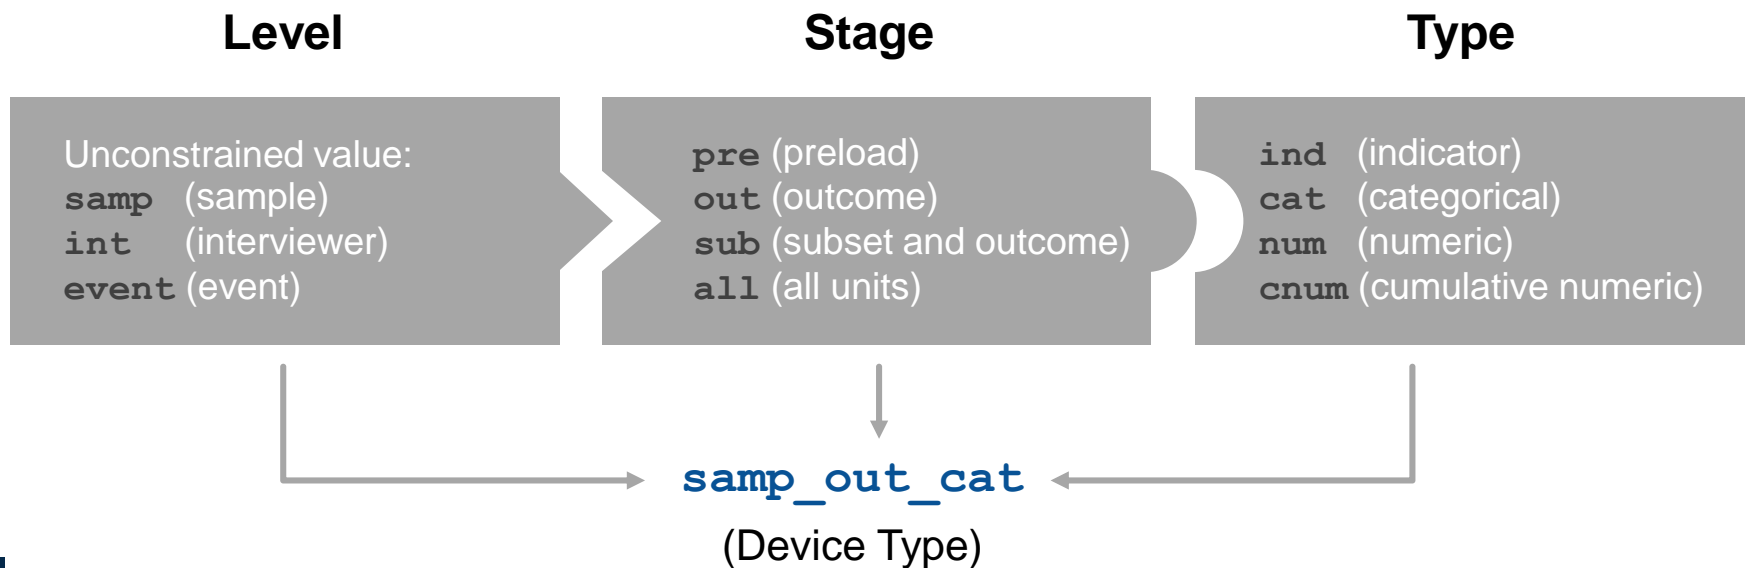 Level
Stage
Type
Unconstrained value:
samp (sample)
int (interviewer)
event (event)
pre (preload)
out (outcome)
sub (subset and outcome)
all (all units)
ind (indicator)
cat (categorical)
num (numeric)
cnum (cumulative numeric)
samp_out_cat
(Device Type)